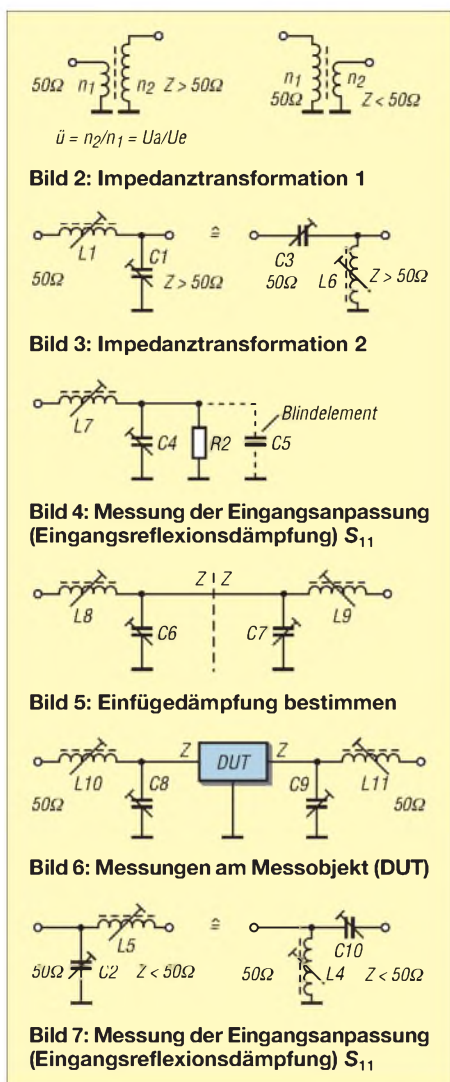 50Ω n₁ n₂ Z > 50Ω n₁ 50Ω n₂ Z < 50Ω
ü = n₂/n₁ = Ua/Ue
Bild 2: Impedanztransformation 1
50Ω L1 C1 Z > 50Ω ≙ C3 50Ω L6 Z > 50Ω
Bild 3: Impedanztransformation 2
L7 C4 R2 C5 Blindelement
Bild 4: Messung der Eingangsanpassung
(Eingangsreflexionsdämpfung) S₁₁
L8 C6 Z Z C7 L9
Bild 5: Einfügedämpfung bestimmen
50Ω L10 C8 Z DUT Z C9 L11 50Ω
Bild 6: Messungen am Messobjekt (DUT)
50Ω C2 L5 Z < 50Ω ≙ 50Ω L4 C10 Z < 50Ω
Bild 7: Messung der Eingangsanpassung
(Eingangsreflexionsdämpfung) S₁₁